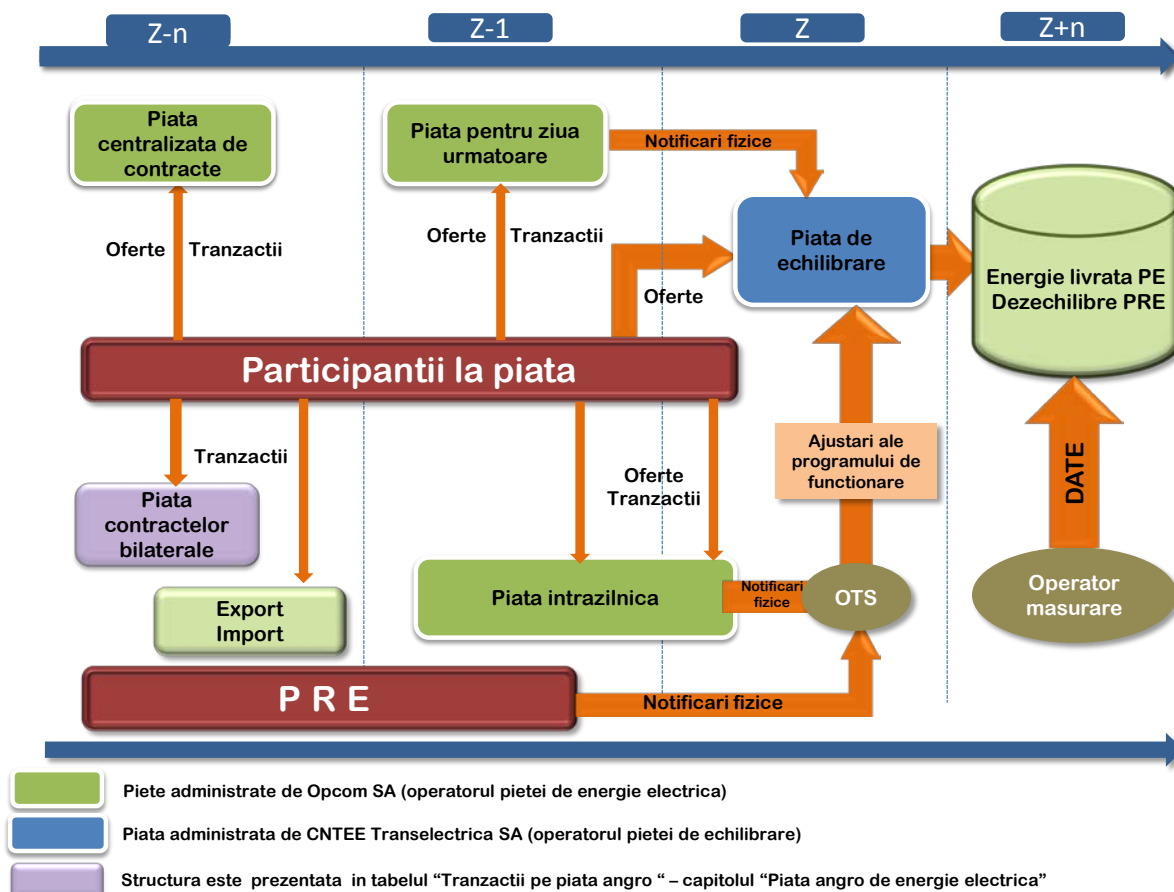 Z-n
Z-1
Z
Z+n
Piata
centralizata de
contracte
Piata pentru ziua
urmatoare
Notificari fizice
Oferte
Tranzactii
Oferte
Tranzactii
Piata de
echilibrare
Energie livrata PE
Dezechilibre PRE
Oferte
Participantii la piata
Tranzactii
Oferte
Tranzactii
Ajustari ale
programului de
functionare
DATE
Piata
contractelor
bilaterale
Export
Import
Piata intrazilnica
Notificari
fizice
OTS
Operator
masurare
P R E
Notificari fizice
Piete administrate de Opcom SA (operatorul pietei de energie electrica)
Piata administrata de CNTEE Transelectrica SA (operatorul pietei de echilibrare)
Structura este prezentata in tabelul “Tranzactii pe piata angro “ – capitolul “Piata angro de energie electrica”